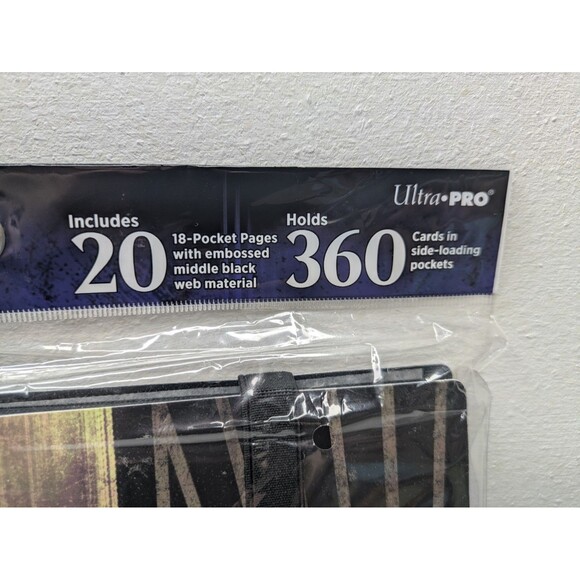 Ultra•PRO®
Includes
20
18-Pocket Pages
with embossed
middle black
web material
Holds
360
Cards in
side-loading
pockets